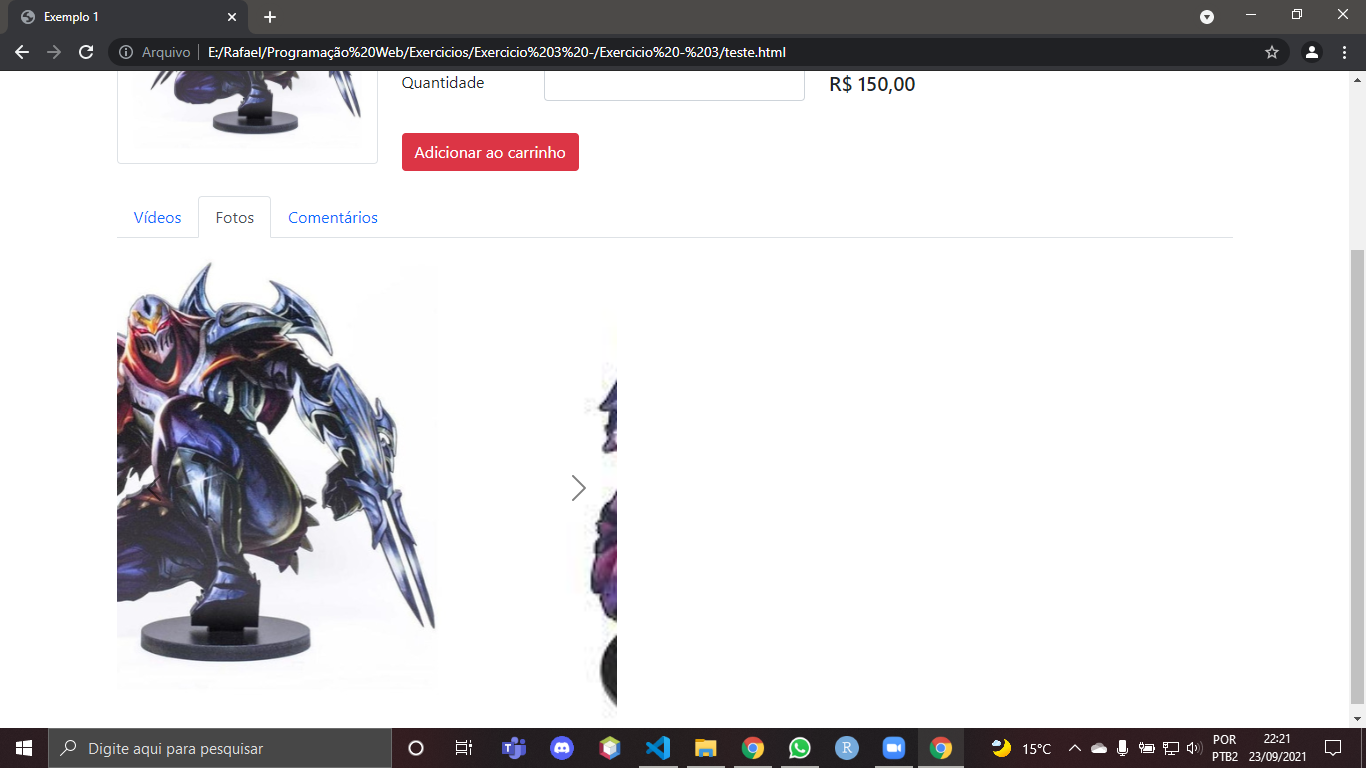 Exemplo 1
Arquivo
E:/Rafael/Programação%20Web/Exercicios/Exercicio%203%20-/Exercicio%20-%203/teste.html
Quantidade
R$ 150,00
Adicionar ao carrinho
Vídeos
Fotos
Comentários
Digite aqui para pesquisar
R
15°C
POR
PTB2
22:21
23/09/2021